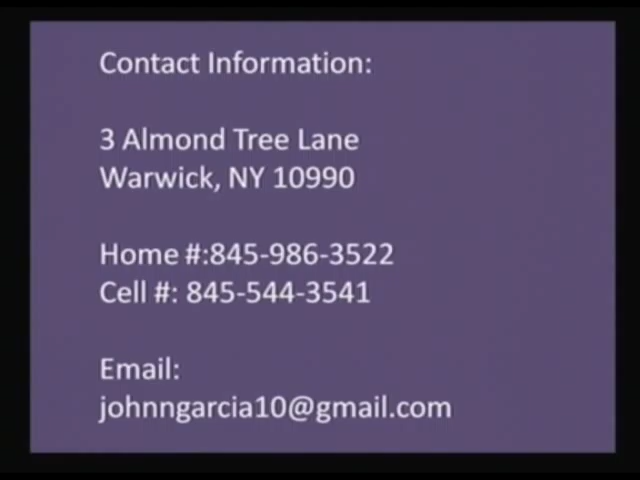 Contact Information:
3 Almond Tree Lane
Warwick, NY 10990
Home #:845-986-3522
Cell #: 845-544-3541
Email:
johnngarcia10@gmail.com